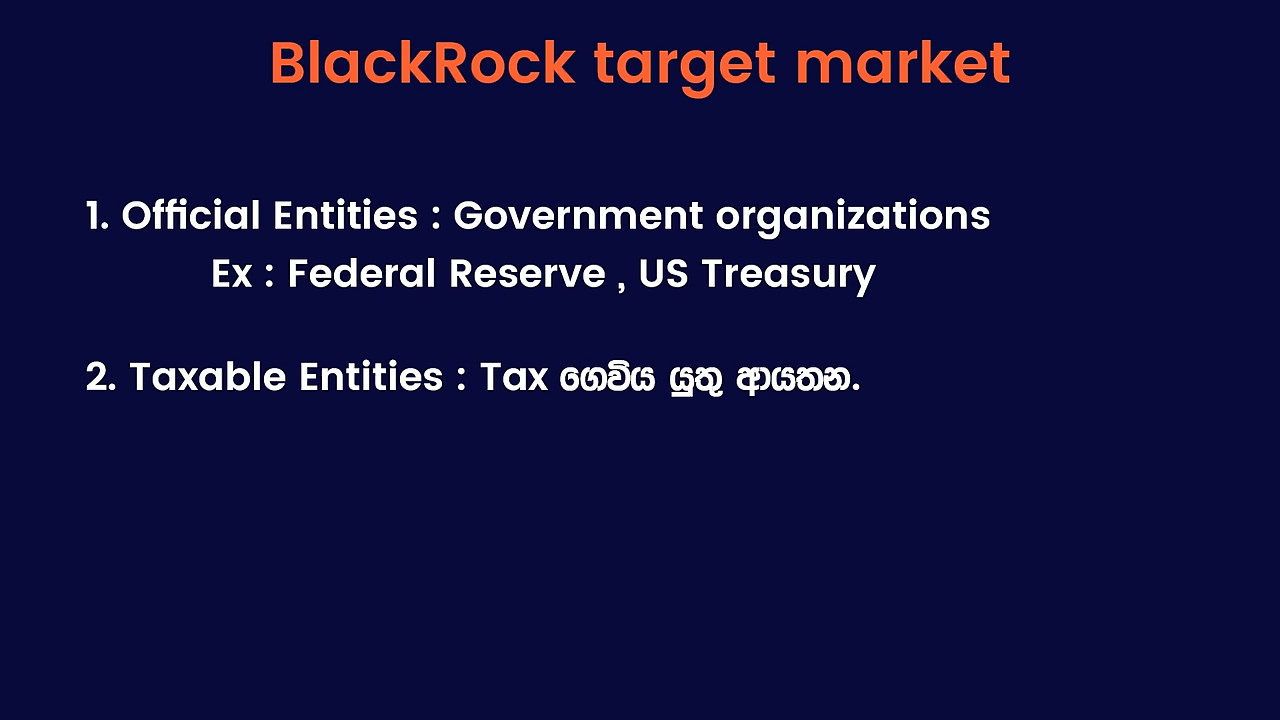 BlackRock target market
1. Official Entities : Government organizations
Ex : Federal Reserve , US Treasury
2. Taxable Entities : Tax ගෙවිය යුතු ආයතන.